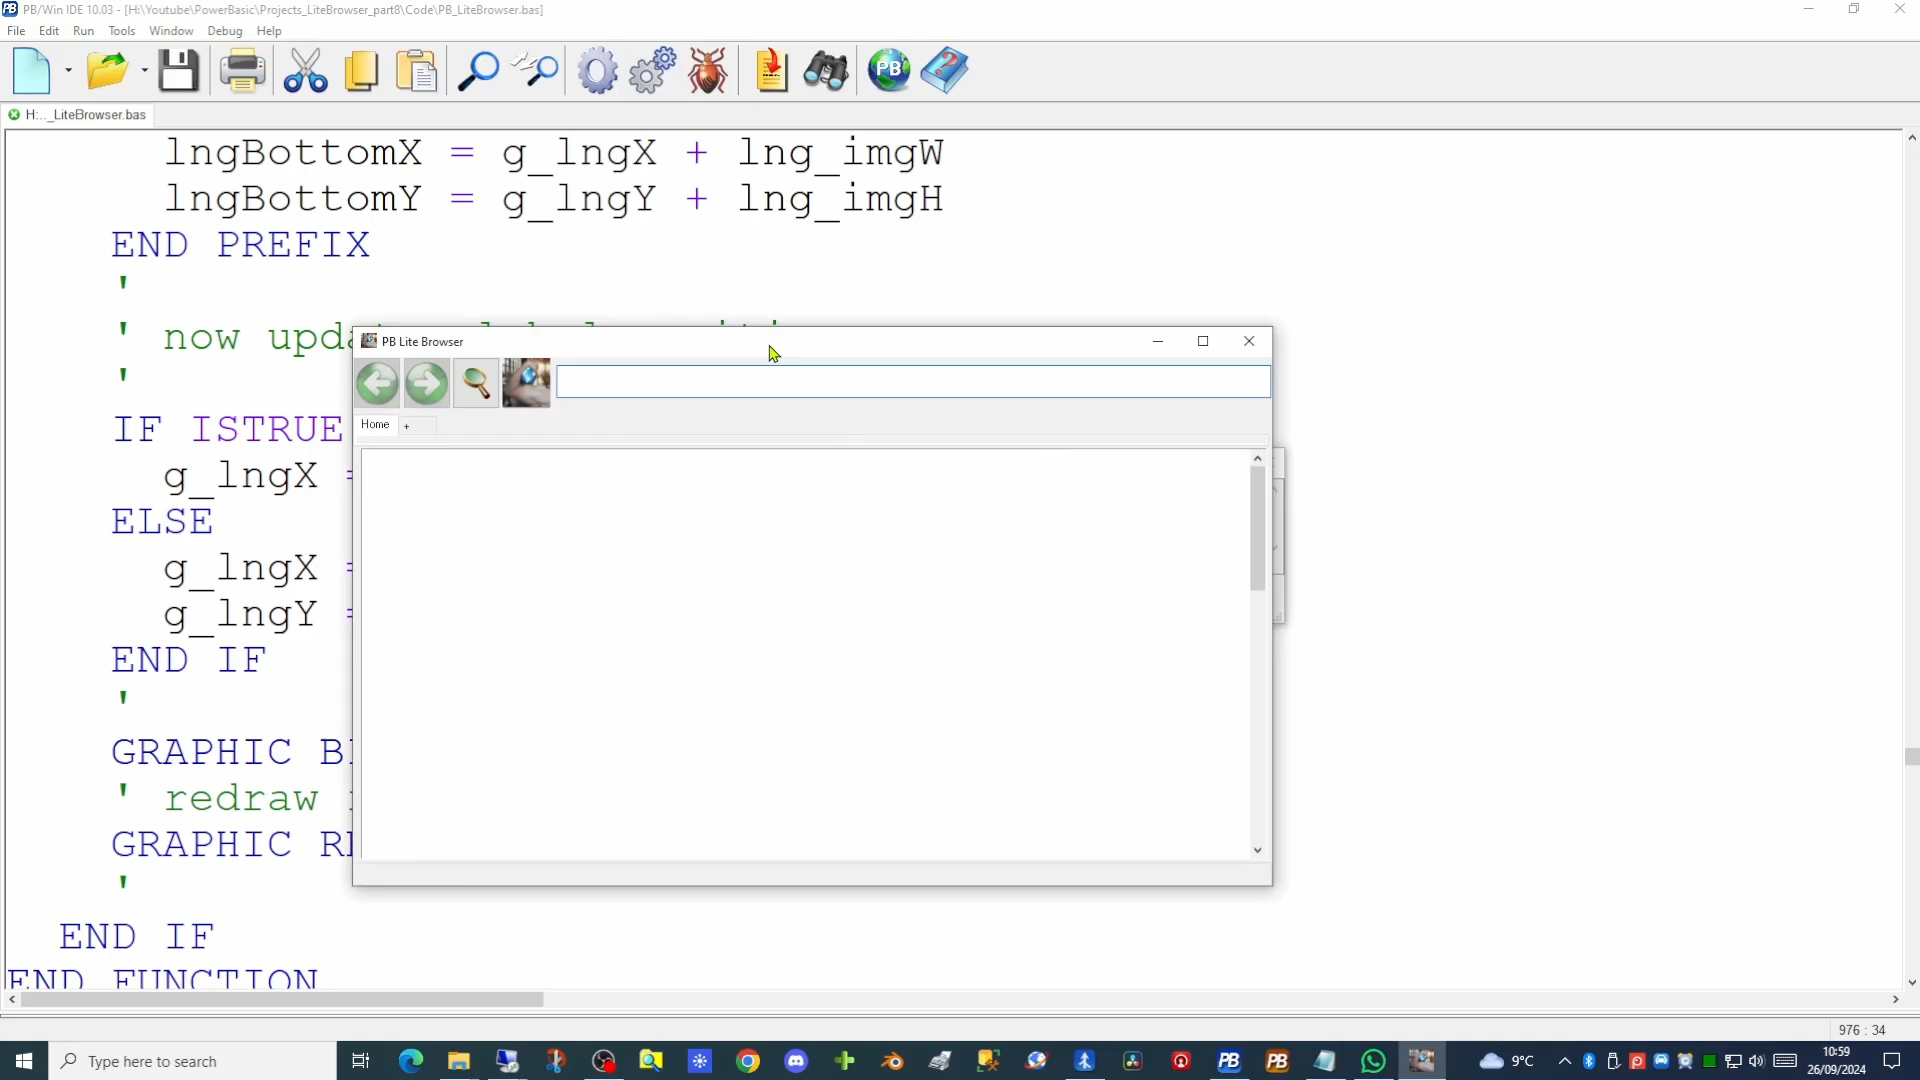 PB/Win IDE 10.03 - [H:\Youtube\PowerBasic\Projects_LiteBrowser_part8\Code\PB_LiteBrowser.bas]
File Edit Run Tools Window Debug Help
PB
H:.._LiteBrowser.bas
lngBottomX = g_lngX + lng_imgW
lngBottomY = g_lngY + lng_imgH
END PREFIX
'
' now
'
IF ISTRUE
g_lngX =
ELSE
g_lngX =
g_lngY =
END IF
'
GRAPHIC
' redraw
GRAPHIC
'
END IF
END FUNCTION
PB Lite Browser
Home +
976 : 34
Type here to search
PB
PB
9°C
10:59
26/09/2024